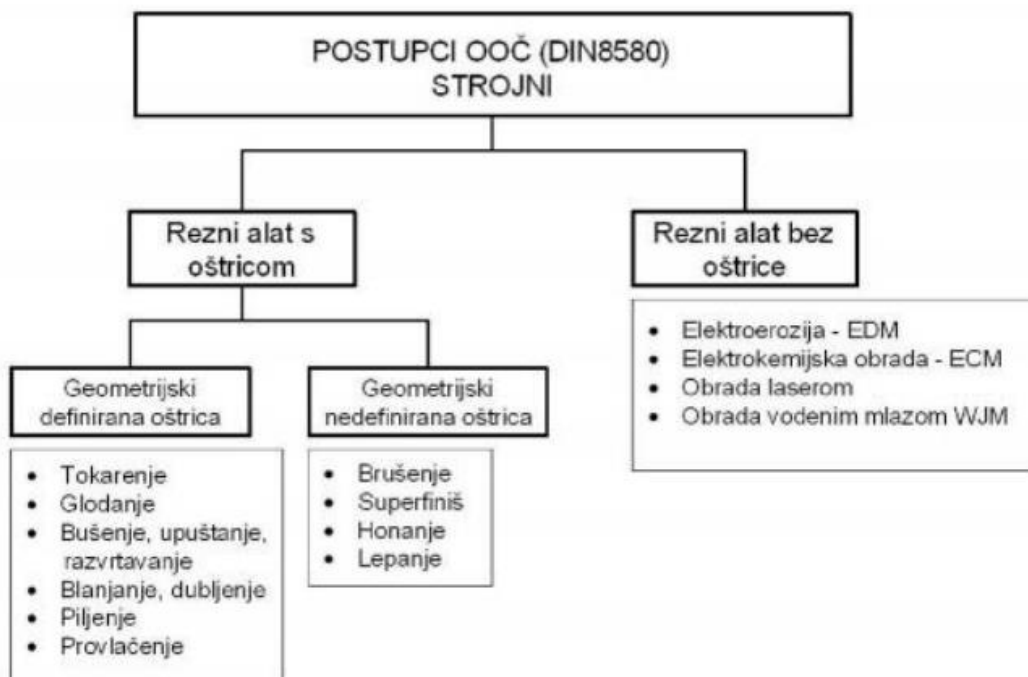 POSTUPCI OOČ (DIN8580)
STROJNI
Rezni alat s
oštricom
Rezni alat bez
oštrice
• Elektroerozija - EDM
• Elektrokemijska obrada - ECM
• Obrada laserom
• Obrada vodenim mlazom WJM
Geometrijski
definirana oštrica
Geometrijski
nedefinirana oštrica
• Tokarenje
• Glodanje
• Bušenje, upuštanje,
razvrtavanje
• Blanjanje, dubljenje
• Piljenje
• Provlačenje
• Brušenje
• Superfiniš
• Honanje
• Lepanje